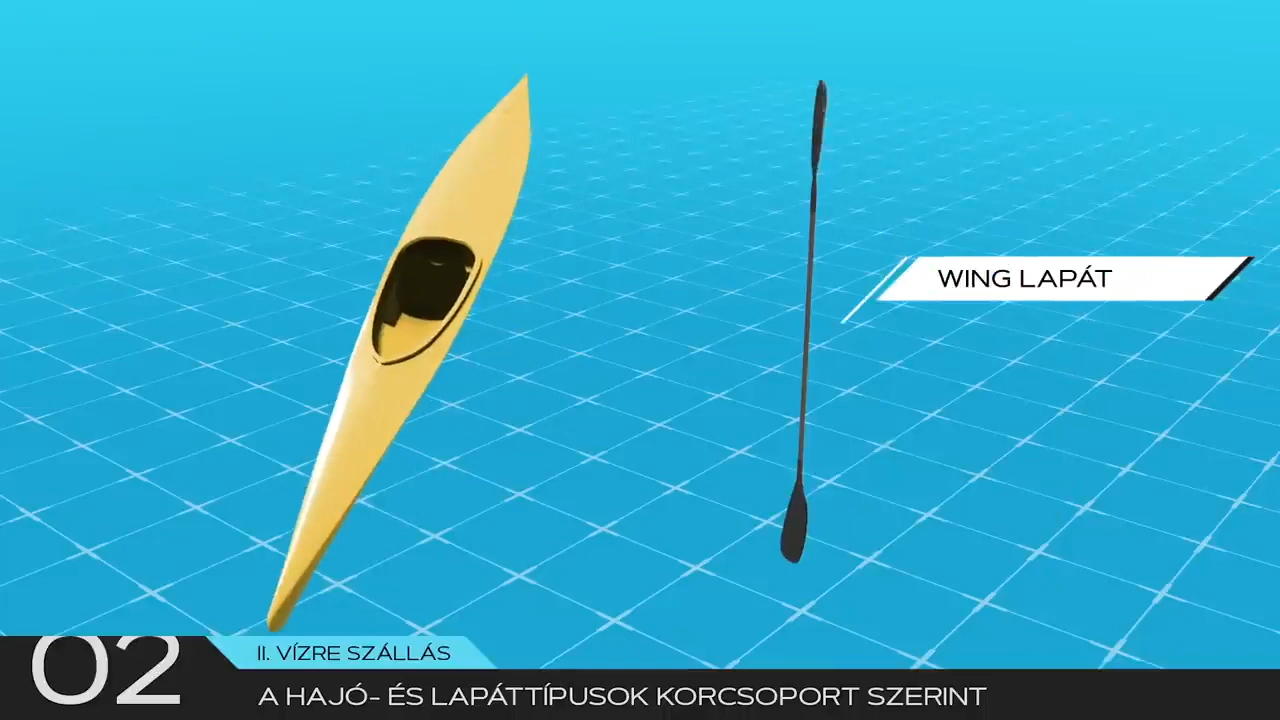 WING LAPÁT
02
II. VÍZRE SZÁLLÁS
A HAJÓ- ÉS LAPÁTTÍPUSOK KORCSOPORT SZERINT